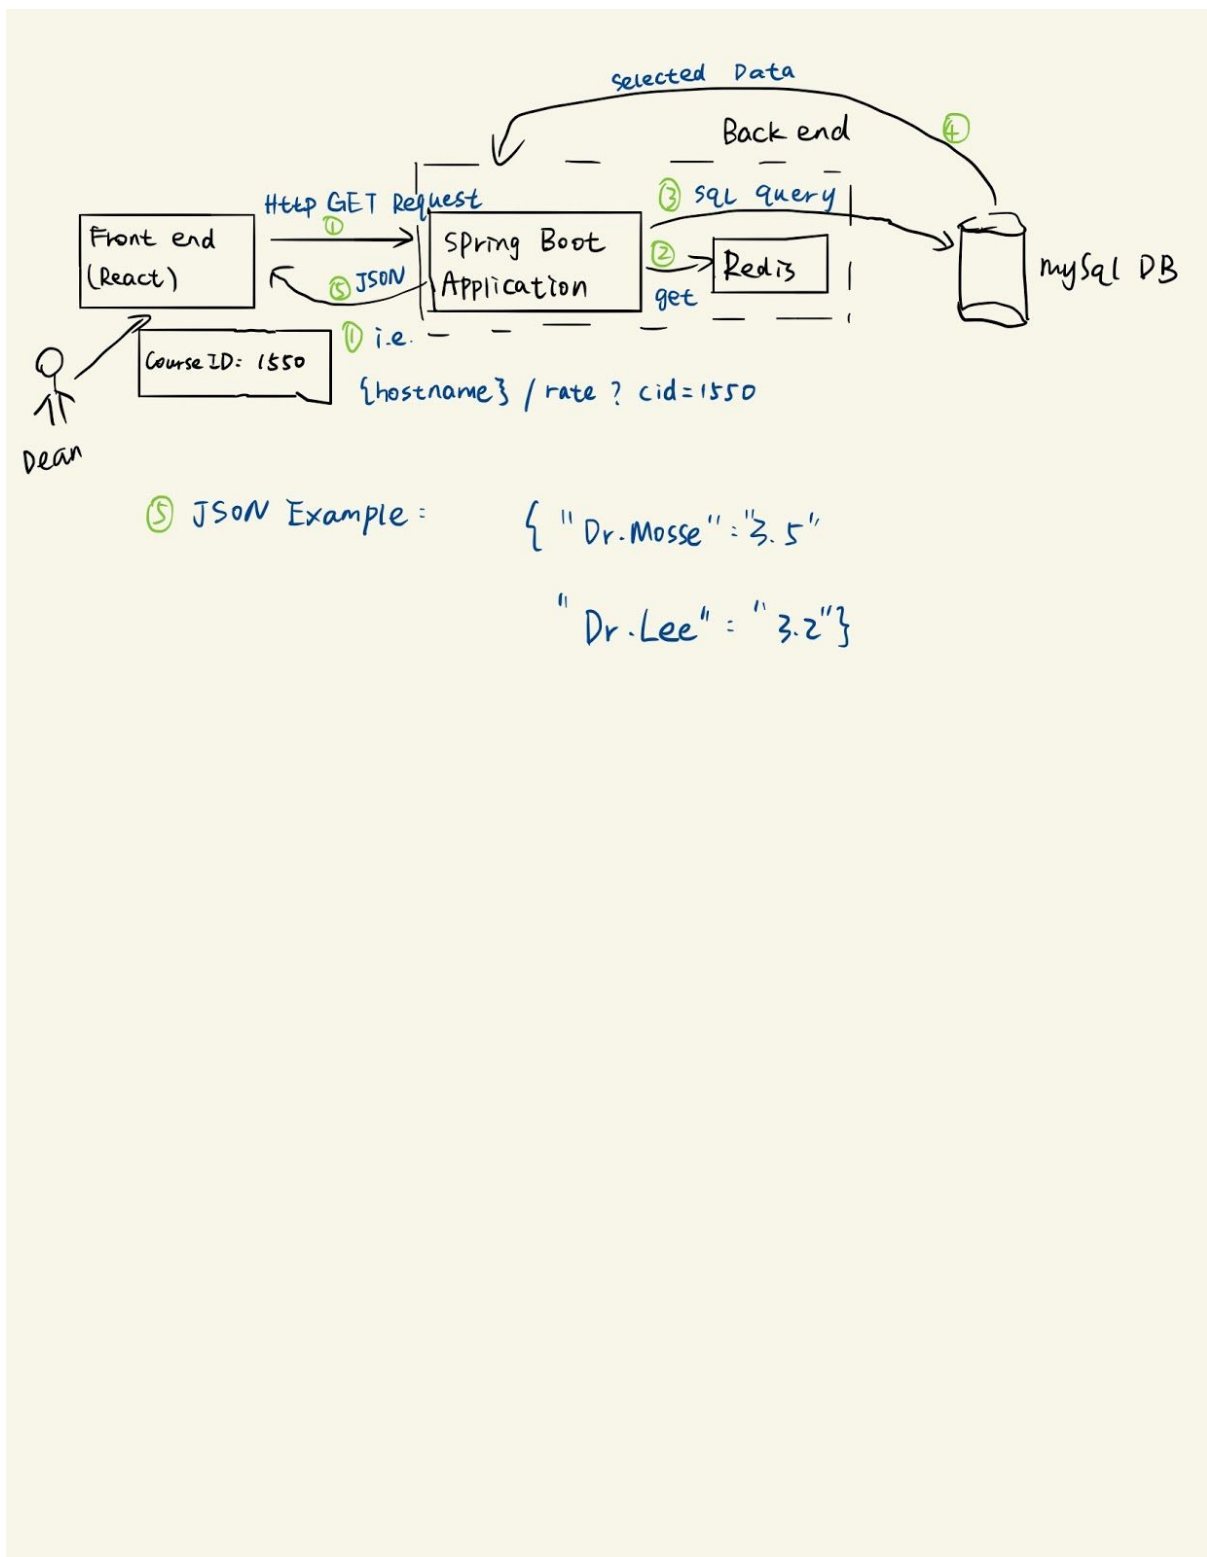 Selected Data
Back end
④
Http GET Request
①
③ sql query
Front end
(React)
Spring Boot
Application
② get
Redis
mySql DB
⑤ JSON
① i.e.
Course ID: 1550
{hostname} / rate ? cid=1550
Dean
⑤ JSON Example :
{ "Dr.Mosse" : "3.5"
"Dr.Lee" : "3.2"}